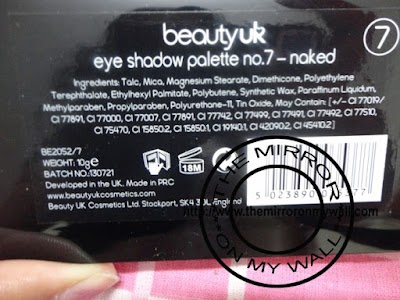 beautyuk
7
eye shadow palette no.7 – naked
Ingredients: Talc, Mica, Magnesium Stearate, Dimethicone, Polyethylene
Terephthalate, Ethylhexyl Palmitate, Polybutene, Synthetic Wax, Paraffinum Liquidum,
Methylparaben, Propylparaben, Polyurethane-11, Tin Oxide, May Contain: [+/- CI 77019/
CI 77891, CI 77000, CI 77007, CI 77891, CI 77742, CI 77499, CI 77491, CI 77492, CI 77510,
CI 75470, CI 15850:2, CI 15850:1, CI 19140:1, CI 42090:2, CI 45410:2]
BE2052/7
WEIGHT: 10g e
BATCH NO.:130721
18M
Developed in the UK. Made in PRC
www.beautyukcosmetics.com
Beauty UK Cosmetics Ltd. Stockport, SK4 3DL, England
THE MIRROR
http://www.themirroronmywall.com
ON MY WALL